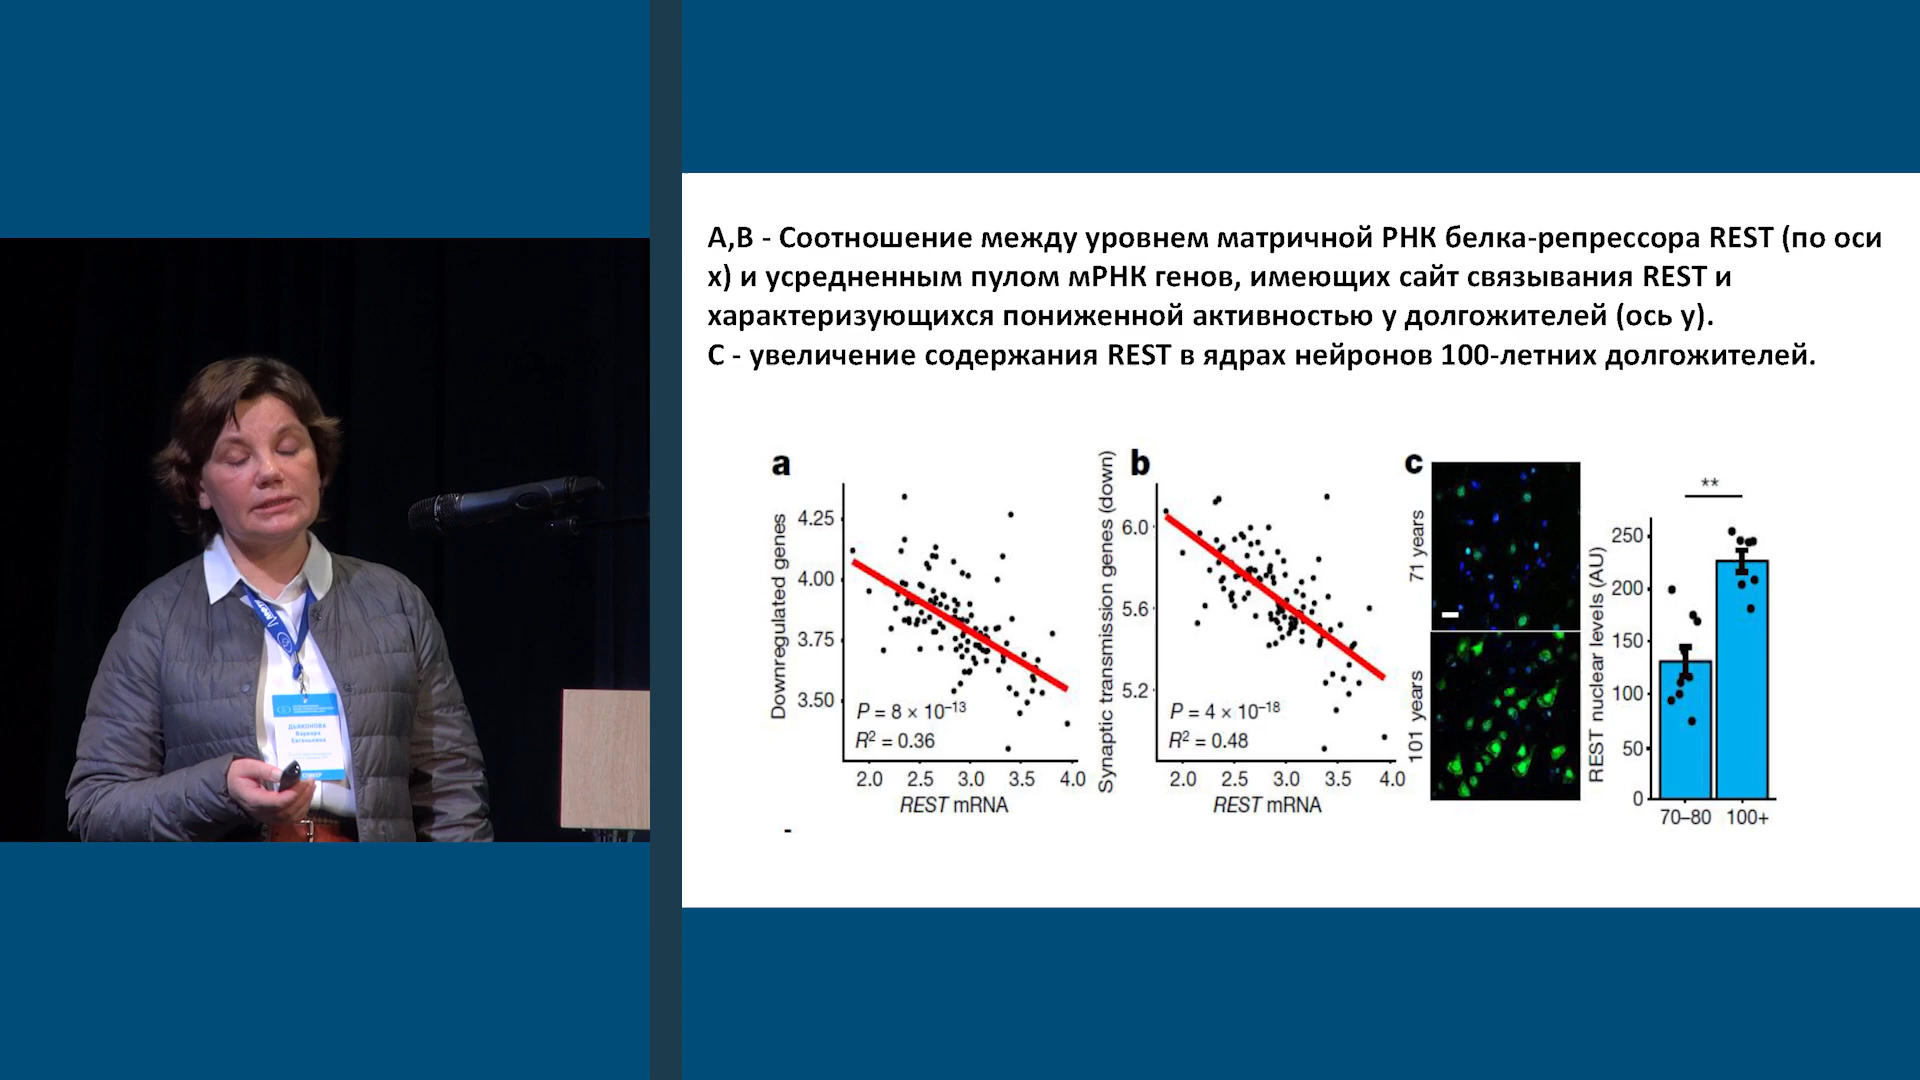 А,В - Соотношение между уровнем матричной РНК белка-репрессора REST (по оси
х) и усредненным пулом мРНК генов, имеющих сайт связывания REST и
характеризующихся пониженной активностью у долгожителей (ось у).
С - увеличение содержания REST в ядрах нейронов 100-летних долгожителей.
a
Downregulated genes
4.25
4.00
3.75
3.50
P = 8 × 10⁻¹³
R² = 0.36
2.0 2.5 3.0 3.5 4.0
REST mRNA
b
Synaptic transmission genes (down)
6.0
5.6
5.2
P = 4 × 10⁻¹⁸
R² = 0.48
2.0 2.5 3.0 3.5 4.0
REST mRNA
c
71 years
101 years
**
REST nuclear levels (AU)
250
200
150
100
50
0
70–80 100+
ДЬЯКОНОВА
Варвара
Евгеньевна